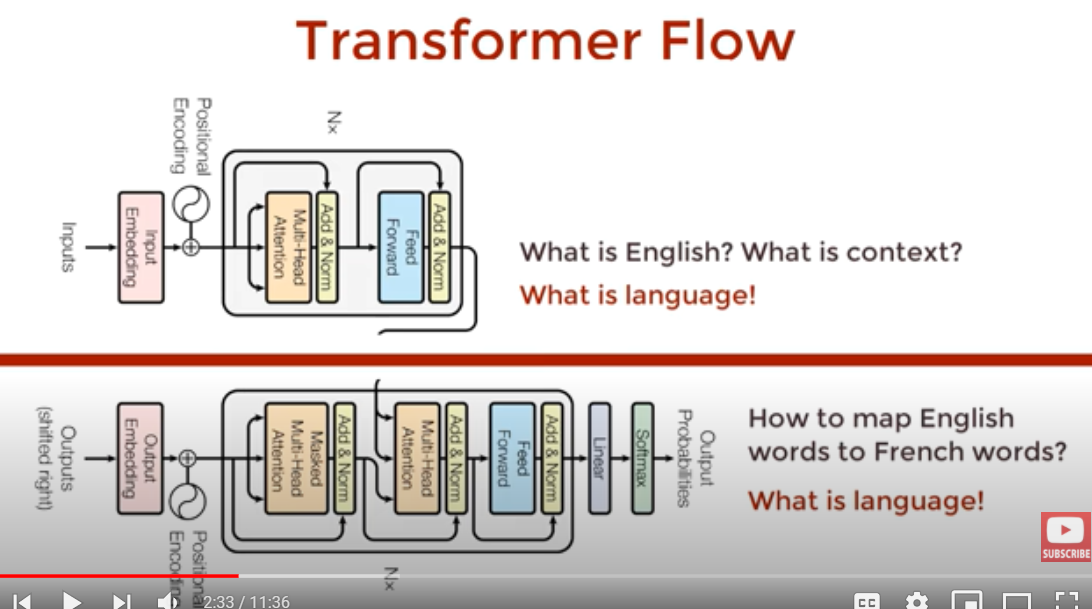 Transformer Flow
Inputs
Input
Embedding
Positional
Encoding
Nx
Multi-Head
Attention
Add & Norm
Feed
Forward
Add & Norm
What is English? What is context?
What is language!
Outputs
(shifted right)
Output
Embedding
Positional
Encoding
Masked
Multi-Head
Attention
Add & Norm
Multi-Head
Attention
Add & Norm
Feed
Forward
Add & Norm
Nx
Linear
Softmax
Output
Probabilities
How to map English
words to French words?
What is language!
SUBSCRIBE
2:33 / 11:36
CC